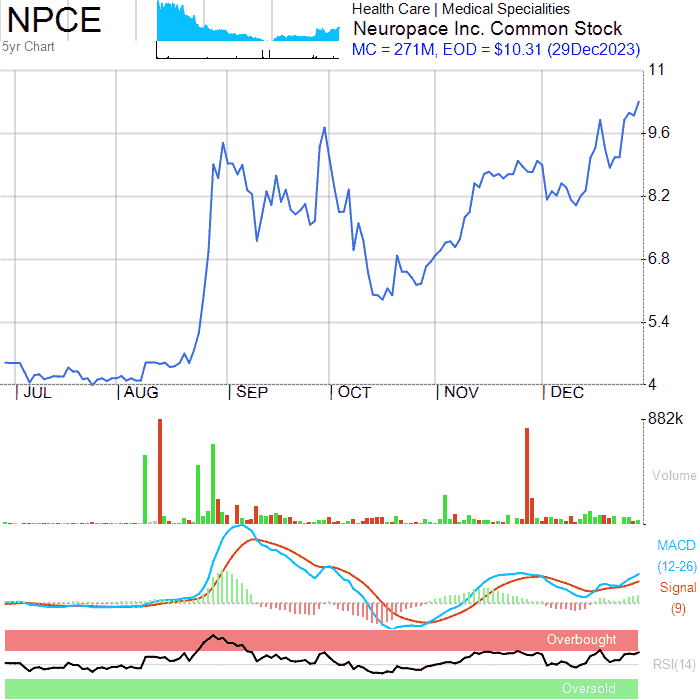 NPCE
5yr Chart
Health Care | Medical Specialities
Neuropace Inc. Common Stock
MC = 271M, EOD = $10.31 (29Dec2023)
11
9.6
8.2
6.8
5.4
4
JUL AUG SEP OCT NOV DEC
882k
Volume
MACD
(12-26)
Signal
(9)
Overbought
RSI(14)
Oversold